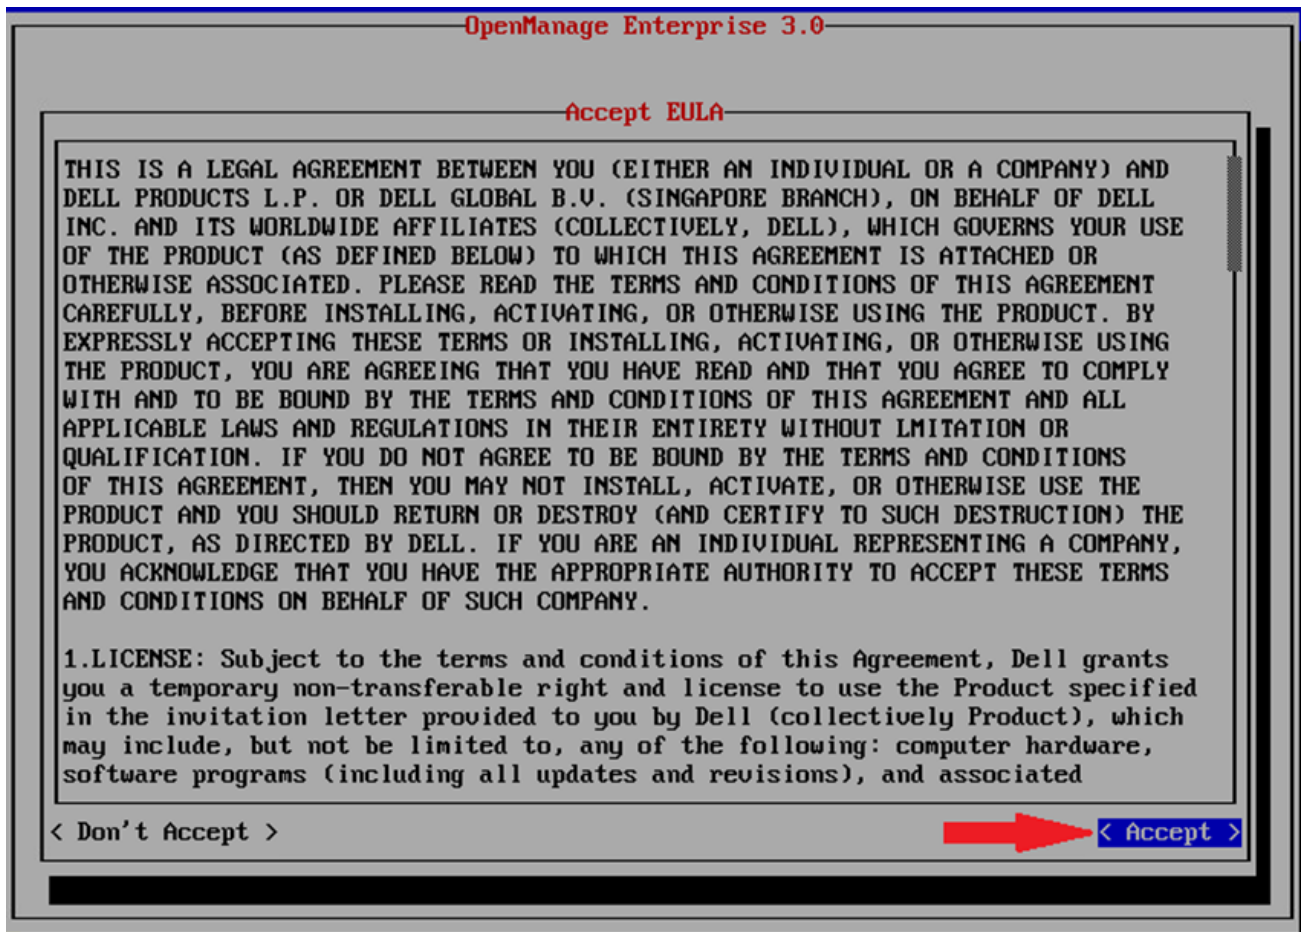 OpenManage Enterprise 3.0
Accept EULA
THIS IS A LEGAL AGREEMENT BETWEEN YOU (EITHER AN INDIVIDUAL OR A COMPANY) AND
DELL PRODUCTS L.P. OR DELL GLOBAL B.V. (SINGAPORE BRANCH), ON BEHALF OF DELL
INC. AND ITS WORLDWIDE AFFILIATES (COLLECTIVELY, DELL), WHICH GOVERNS YOUR USE
OF THE PRODUCT (AS DEFINED BELOW) TO WHICH THIS AGREEMENT IS ATTACHED OR
OTHERWISE ASSOCIATED. PLEASE READ THE TERMS AND CONDITIONS OF THIS AGREEMENT
CAREFULLY, BEFORE INSTALLING, ACTIVATING, OR OTHERWISE USING THE PRODUCT. BY
EXPRESSLY ACCEPTING THESE TERMS OR INSTALLING, ACTIVATING, OR OTHERWISE USING
THE PRODUCT, YOU ARE AGREEING THAT YOU HAVE READ AND THAT YOU AGREE TO COMPLY
WITH AND TO BE BOUND BY THE TERMS AND CONDITIONS OF THIS AGREEMENT AND ALL
APPLICABLE LAWS AND REGULATIONS IN THEIR ENTIRETY WITHOUT LMITATION OR
QUALIFICATION. IF YOU DO NOT AGREE TO BE BOUND BY THE TERMS AND CONDITIONS
OF THIS AGREEMENT, THEN YOU MAY NOT INSTALL, ACTIVATE, OR OTHERWISE USE THE
PRODUCT AND YOU SHOULD RETURN OR DESTROY (AND CERTIFY TO SUCH DESTRUCTION) THE
PRODUCT, AS DIRECTED BY DELL. IF YOU ARE AN INDIVIDUAL REPRESENTING A COMPANY,
YOU ACKNOWLEDGE THAT YOU HAVE THE APPROPRIATE AUTHORITY TO ACCEPT THESE TERMS
AND CONDITIONS ON BEHALF OF SUCH COMPANY.
1.LICENSE: Subject to the terms and conditions of this Agreement, Dell grants
you a temporary non-transferable right and license to use the Product specified
in the invitation letter provided to you by Dell (collectively Product), which
may include, but not be limited to, any of the following: computer hardware,
software programs (including all updates and revisions), and associated
< Don't Accept >
< Accept >